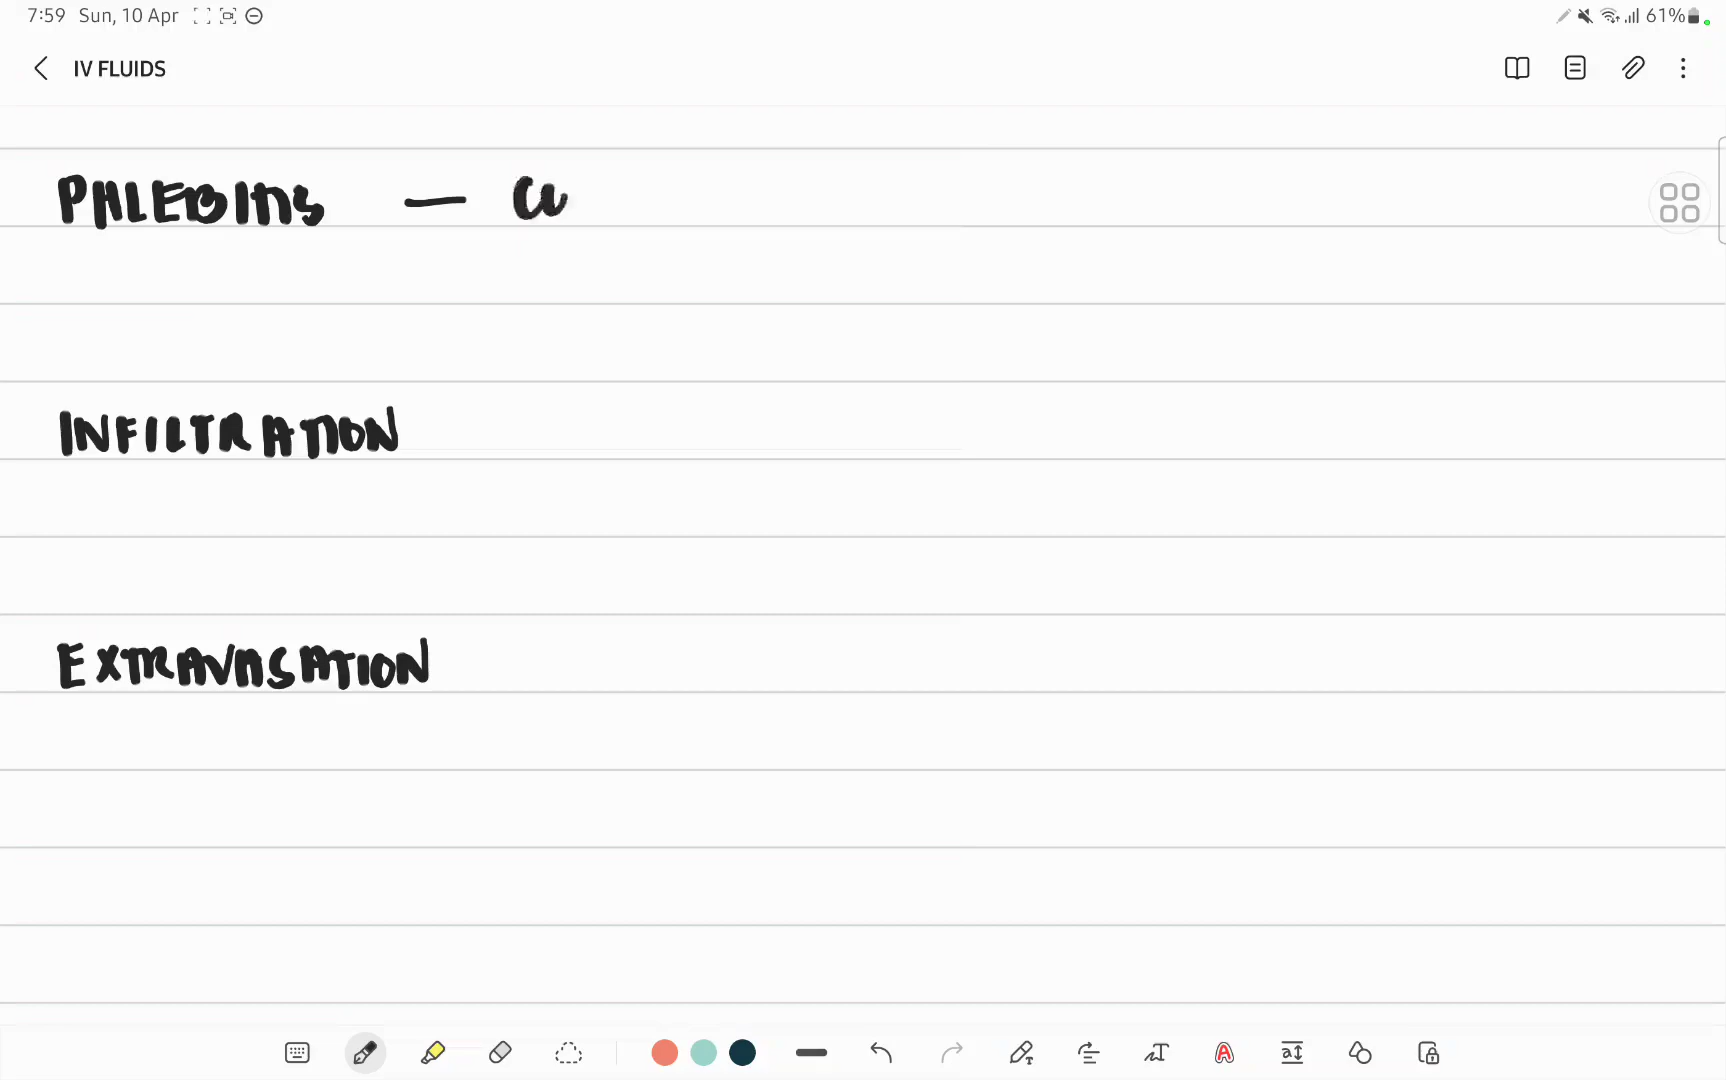 7:59 Sun, 10 Apr 61%
IV FLUIDS
PHLEBITIS —
INFILTRATION
EXTRAVASATION